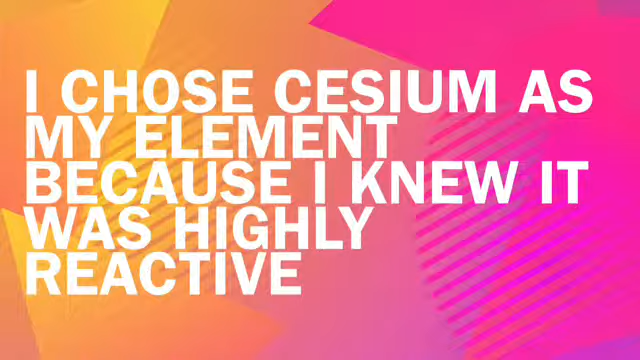 I CHOSE CESIUM AS
MY ELEMENT
BECAUSE I KNEW IT
WAS HIGHLY
REACTIVE